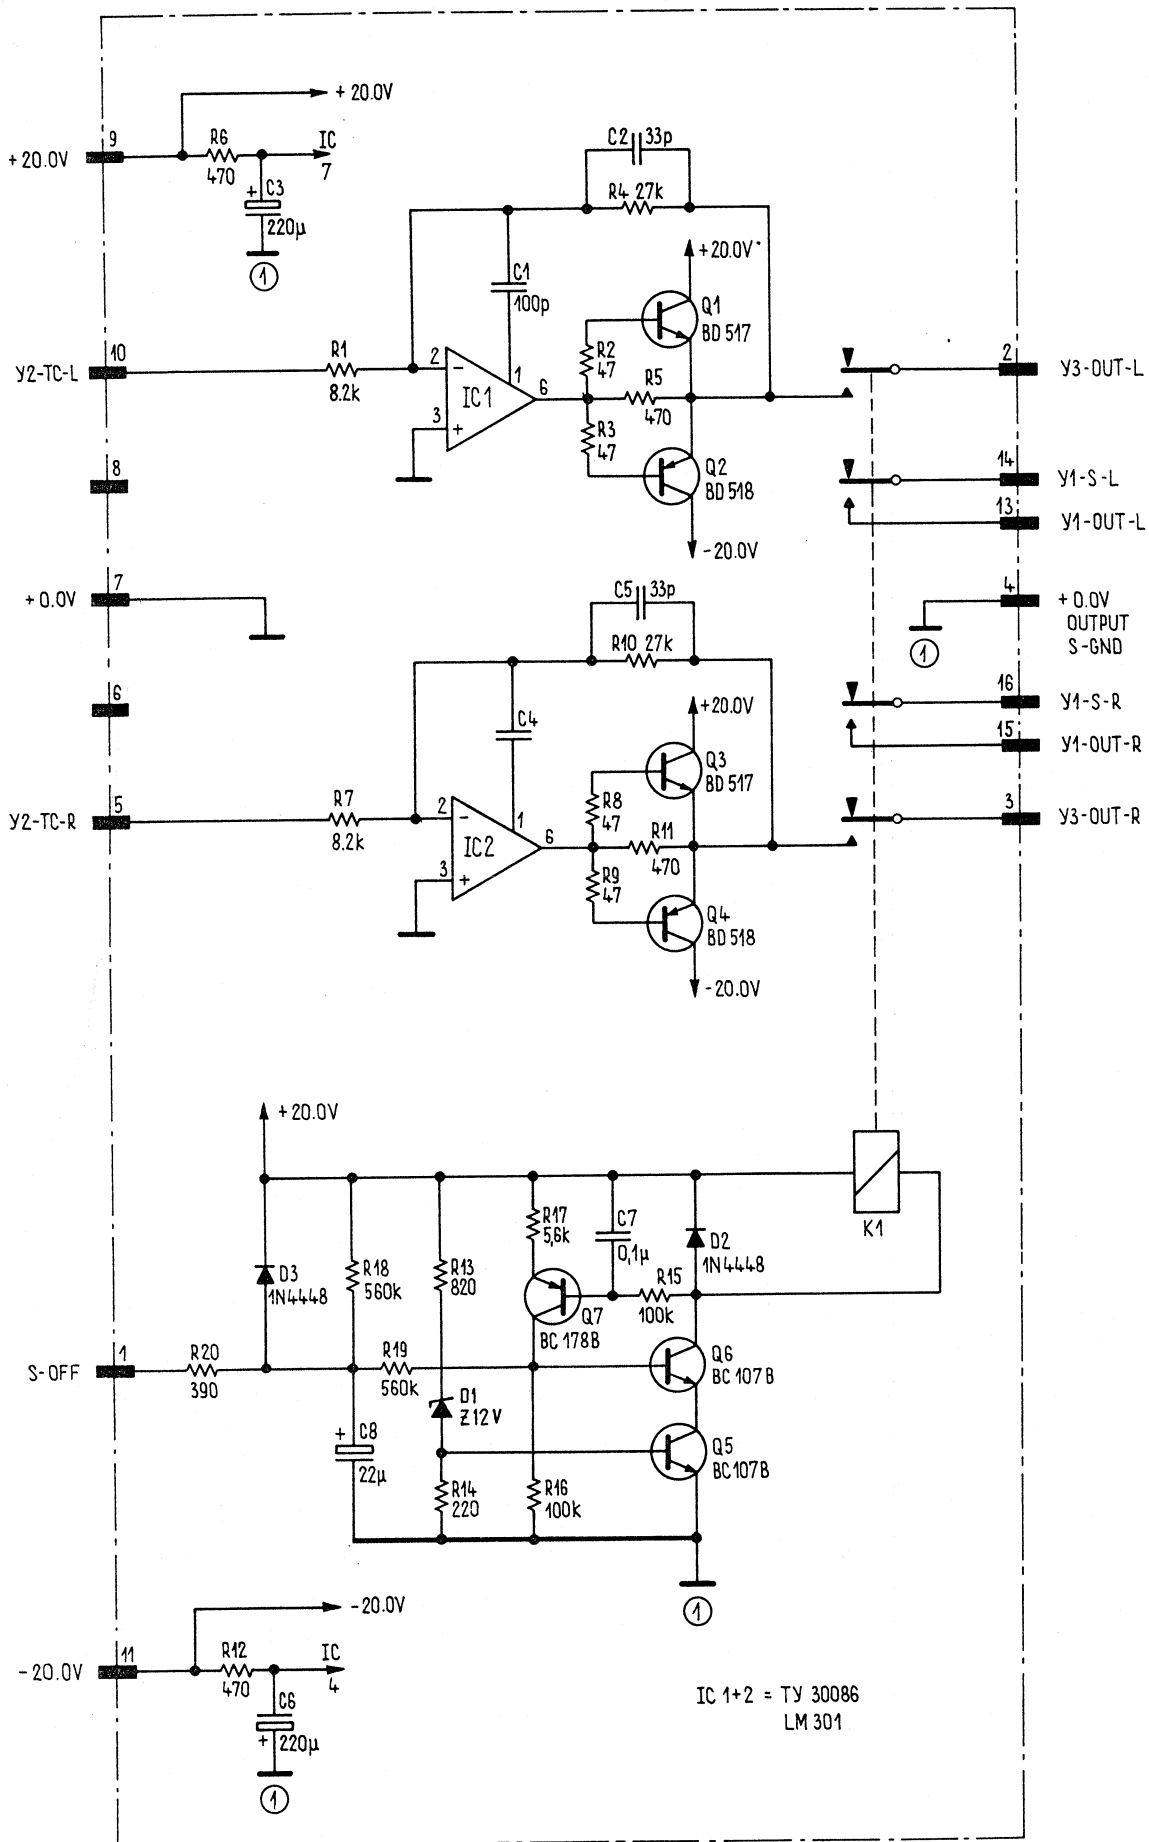 +20.0V
9
+20.0V
R6
470
IC
7
+
C3
220µ
1
C2
33p
R4 27k
C1
100p
+20.0V
Q1
BD 517
10
Y2-TC-L
R1
8.2k
2
-
1
IC1
6
3
+
R2
47
R5
470
R3
47
Q2
BD 518
-20.0V
2
Y3-OUT-L
14
Y1-S-L
13
Y1-OUT-L
8
7
+0.0V
4
+0.0V
OUTPUT
S-GND
1
6
C5
33p
R10 27k
C4
+20.0V
Q3
BD 517
16
Y1-S-R
15
Y1-OUT-R
5
Y2-TC-R
R7
8.2k
2
-
1
IC2
6
3
+
R8
47
R11
470
R9
47
Q4
BD 518
-20.0V
3
Y3-OUT-R
+20.0V
K1
D3
1N4448
R18
560k
R13
820
R17
5,6k
C7
0,1µ
D2
1N4448
R15
100k
Q7
BC 178B
1
S-OFF
R20
390
R19
560k
Q6
BC 107B
D1
Z12V
+
C8
22µ
R14
220
R16
100k
Q5
BC107B
1
-20.0V
11
-20.0V
R12
470
IC
4
C6
+
220µ
1
IC 1+2 = TY 30086
LM 301